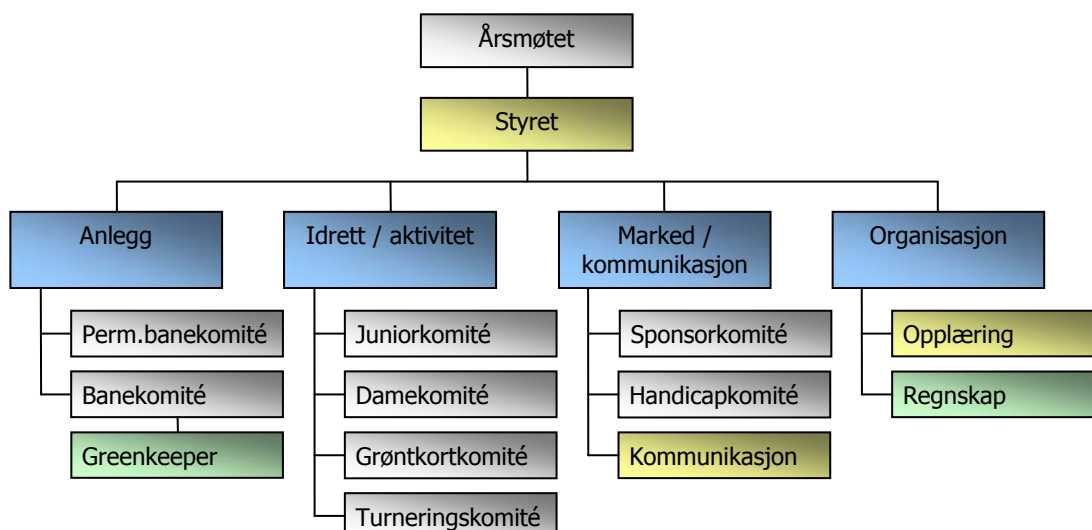 Årsmøtet
Styret
Anlegg
Idrett / aktivitet
Marked /
kommunikasjon
Organisasjon
Perm.banekomité
Juniorkomité
Sponsorkomité
Opplæring
Banekomité
Damekomité
Handicapkomité
Regnskap
Greenkeeper
Grøntkortkomité
Kommunikasjon
Turneringskomité